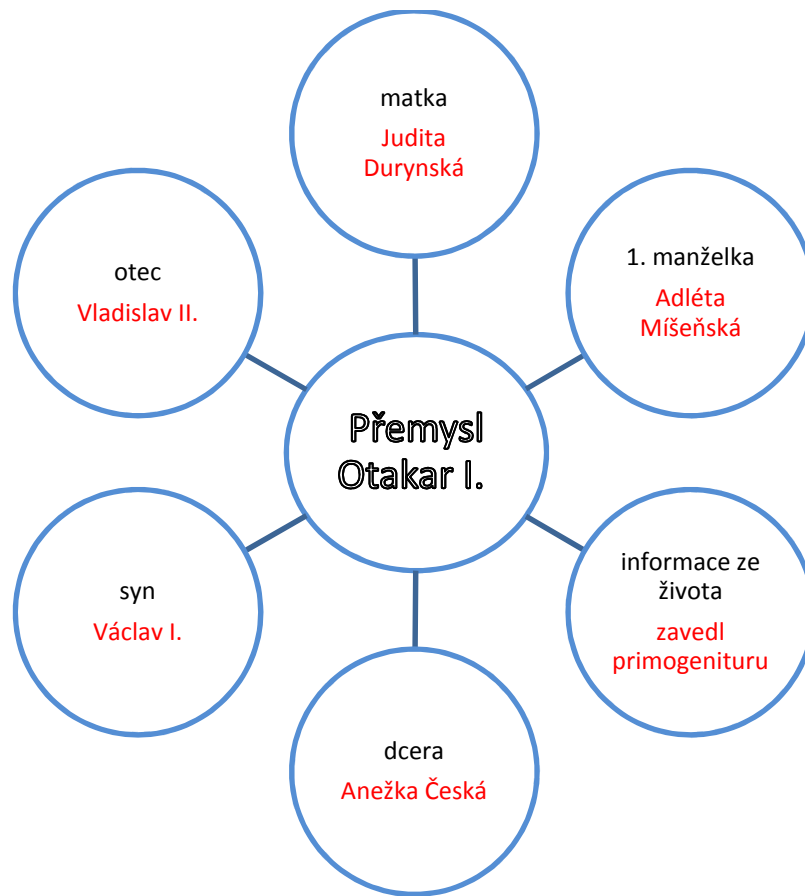 matka
Judita
Durynská
otec
Vladislav II.
1. manželka
Adléta
Míšeňská
Přemysl
Otakar I.
syn
Václav I.
informace ze
života
zavedl
primogenituru
dcera
Anežka Česká